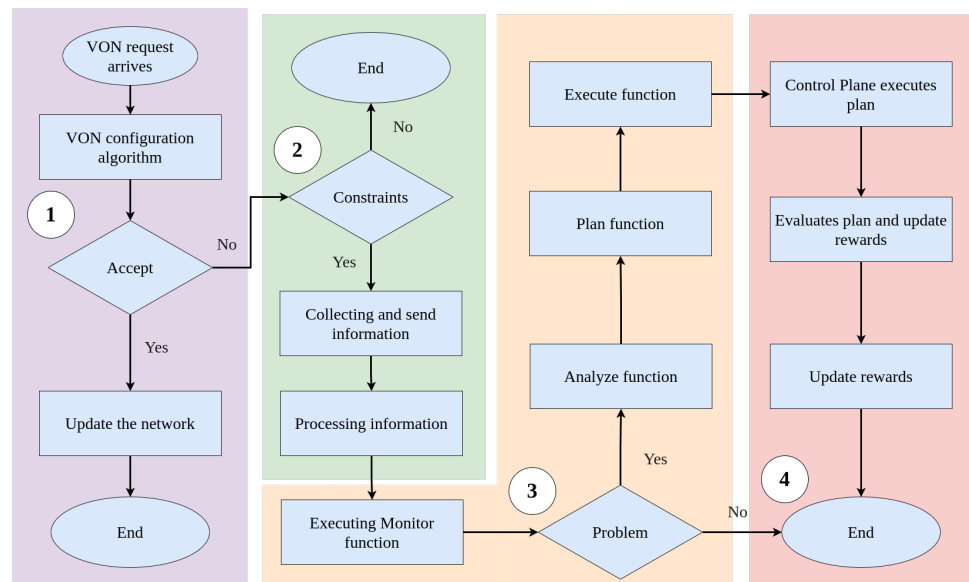 VON request
arrives
VON configuration
algorithm
1
Accept
No
Yes
Update the network
End
End
No
2
Constraints
Yes
Collecting and send
information
Processing information
Executing Monitor
function
3
Problem
Yes
No
Analyze function
Plan function
Execute function
Control Plane executes
plan
Evaluates plan and update
rewards
Update rewards
4
End